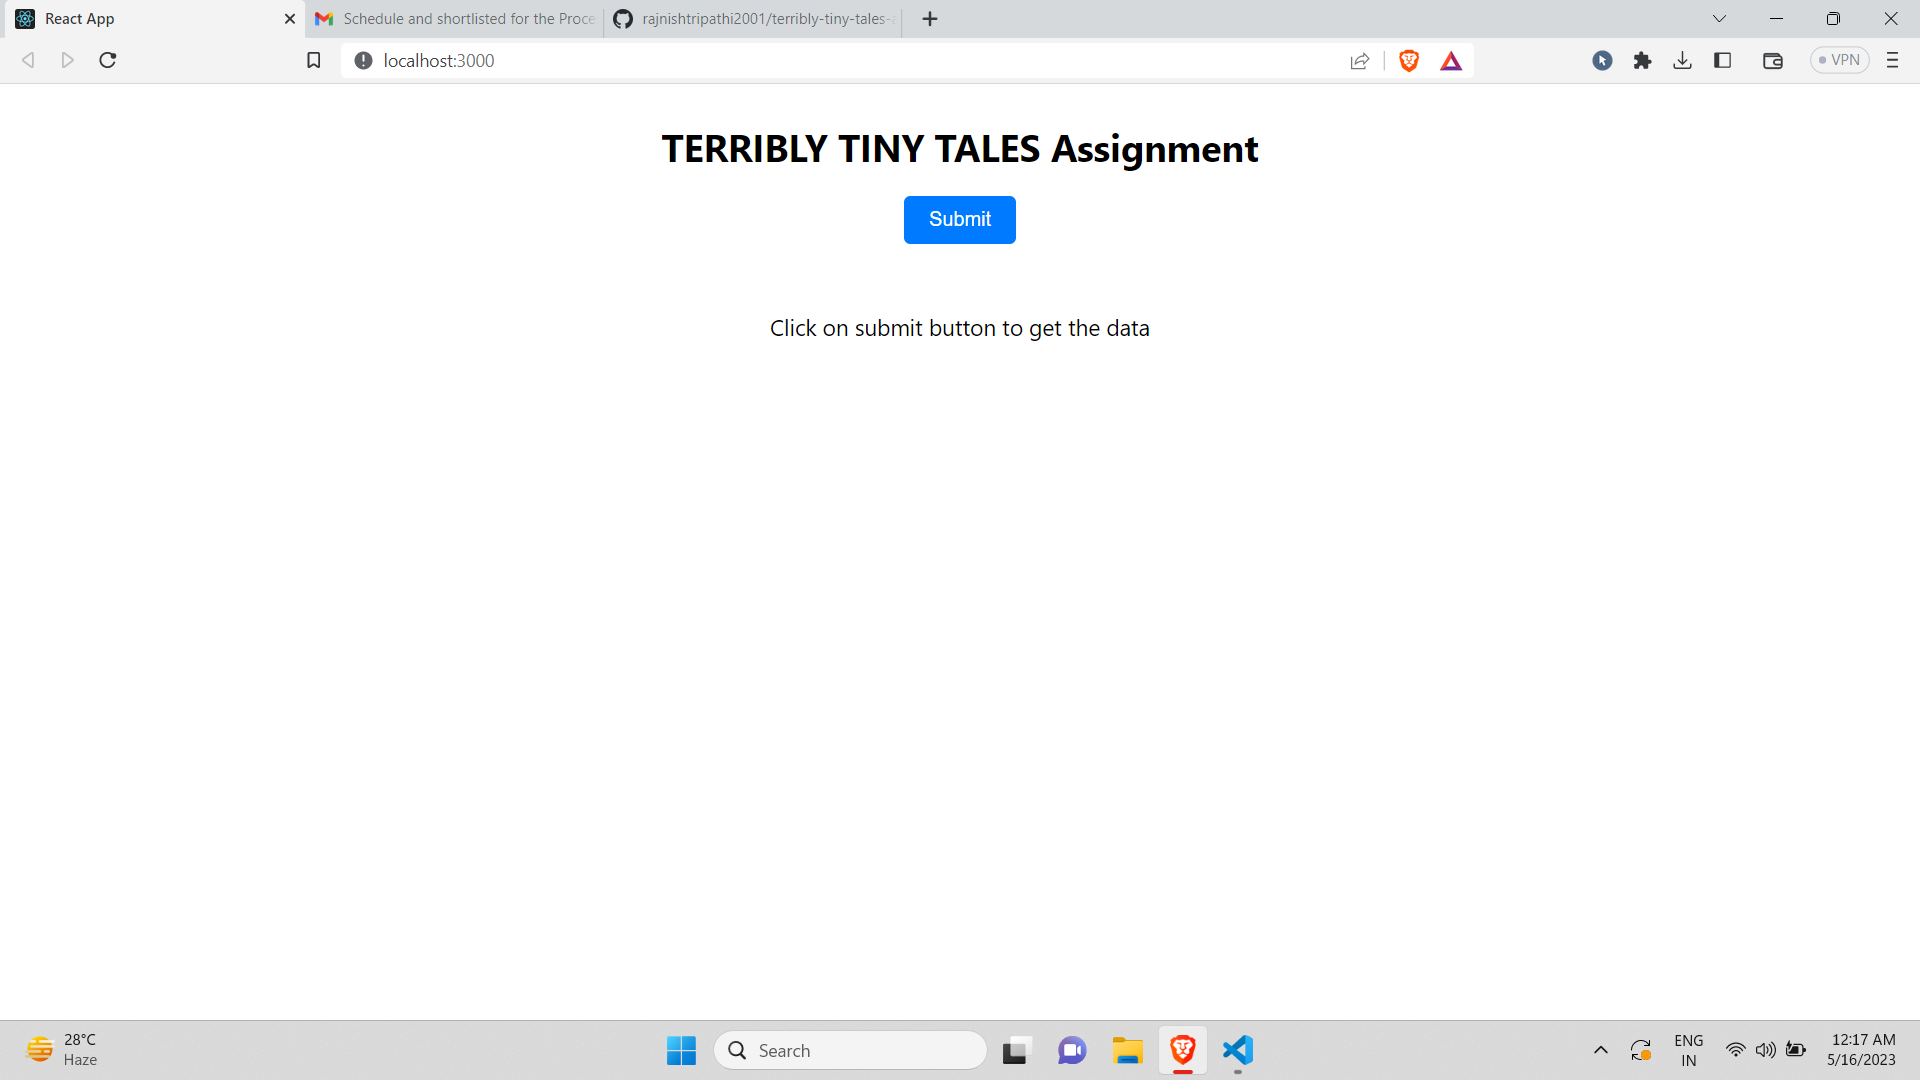 React App
Schedule and shortlisted for the Proce
rajnishtripathi2001/terribly-tiny-tales-
localhost:3000
VPN
TERRIBLY TINY TALES Assignment
Submit
Click on submit button to get the data
28°C
Haze
Search
ENG
IN
12:17 AM
5/16/2023